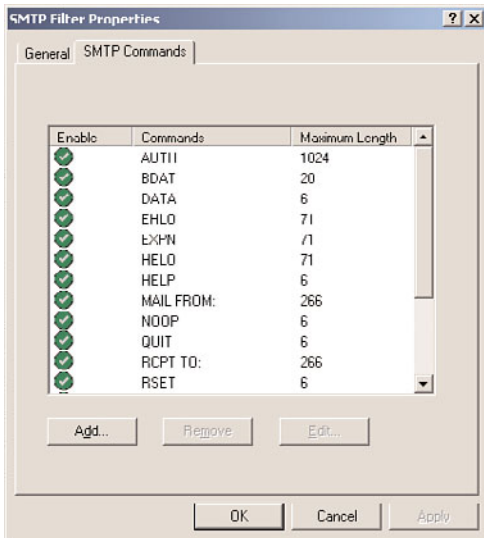 SMTP Filter Properties
General SMTP Commands
Enable Commands Maximum Length
AUTH 1024
BDAT 20
DATA 6
EHLO 71
EXPN 71
HELO 71
HELP 6
MAIL FROM: 266
NOOP 6
QUIT 6
RCPT TO: 266
RSET 6
Add... Remove Edit...
OK Cancel Apply